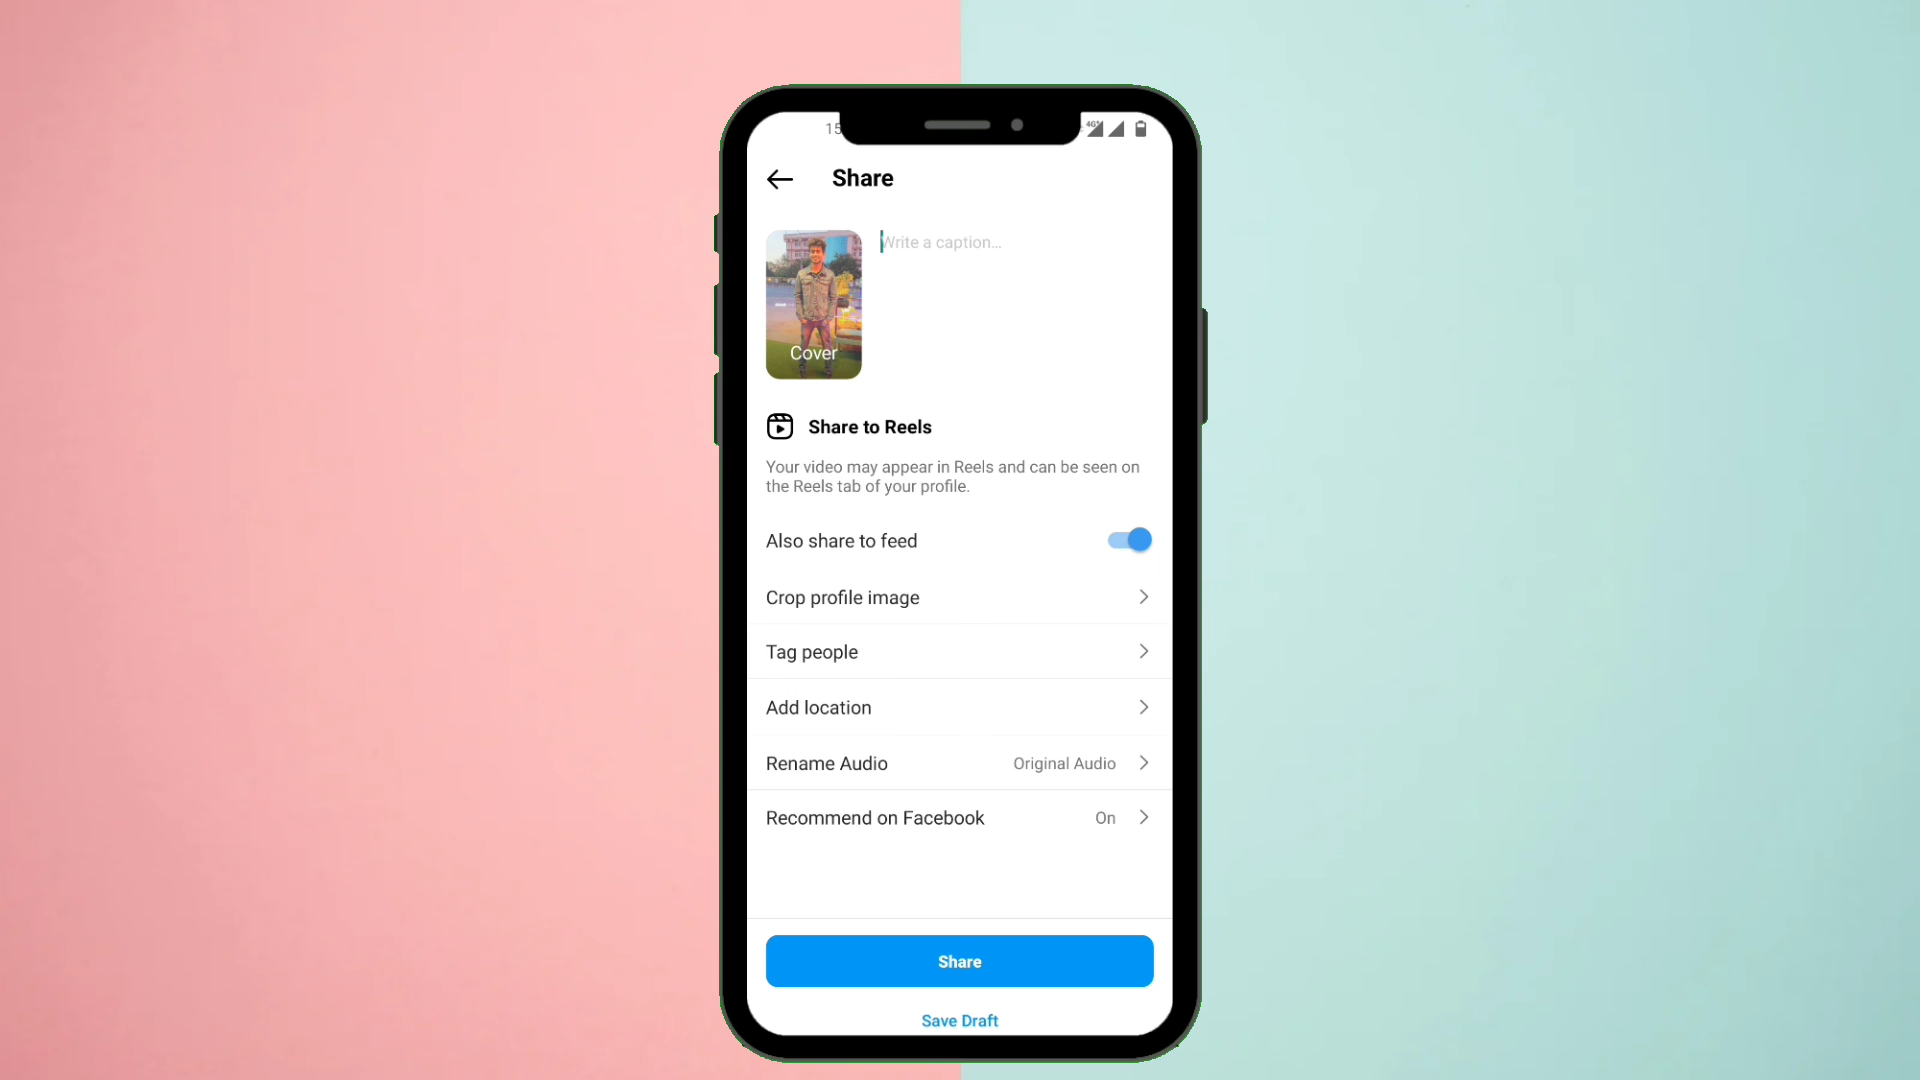 15
4G+
Share
Write a caption...
Cover
Share to Reels
Your video may appear in Reels and can be seen on
the Reels tab of your profile.
Also share to feed
Crop profile image
Tag people
Add location
Rename Audio Original Audio
Recommend on Facebook On
Share
Save Draft